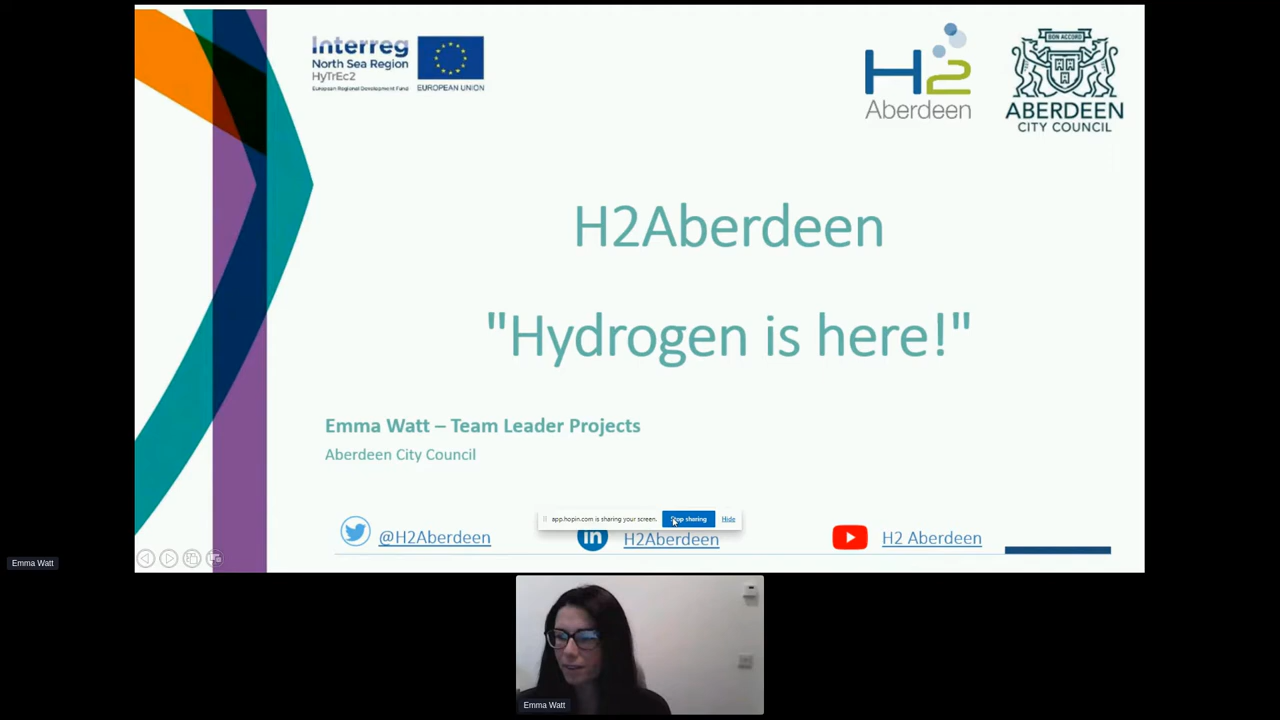 Interreg
North Sea Region
HyTrEc2
European Regional Development Fund
EUROPEAN UNION
H2
Aberdeen
BON ACCORD
ABERDEEN
CITY COUNCIL
H2Aberdeen
"Hydrogen is here!"
Emma Watt – Team Leader Projects
Aberdeen City Council
app.hopin.com is sharing your screen.
Stop sharing
Hide
@H2Aberdeen
in
H2Aberdeen
H2 Aberdeen
Emma Watt
Emma Watt